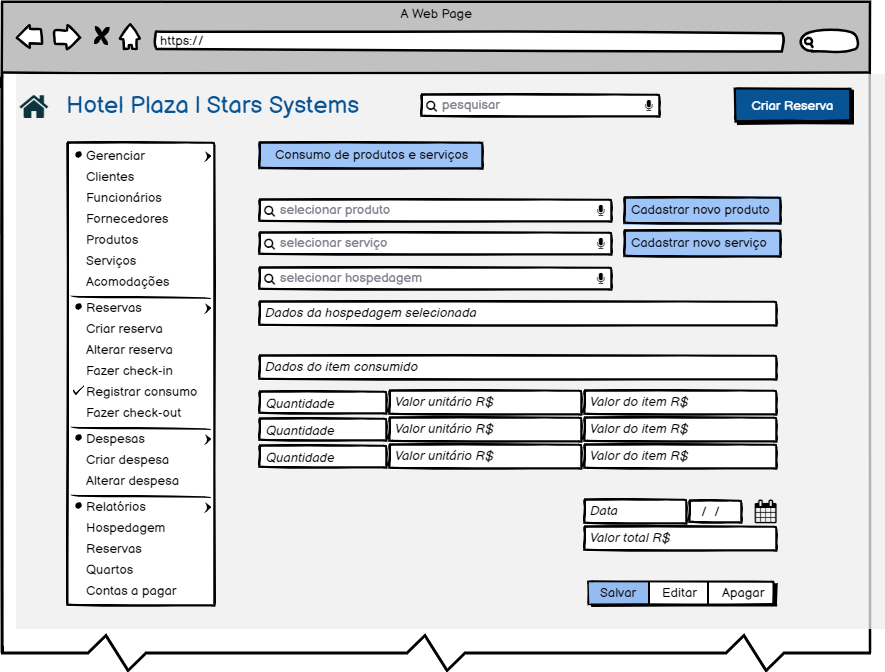 A Web Page
https://
Hotel Plaza | Stars Systems
pesquisar
Criar Reserva
Gerenciar
Clientes
Funcionários
Fornecedores
Produtos
Serviços
Acomodações
Reservas
Criar reserva
Alterar reserva
Fazer check-in
Registrar consumo
Fazer check-out
Despesas
Criar despesa
Alterar despesa
Relatórios
Hospedagem
Reservas
Quartos
Contas a pagar
Consumo de produtos e serviços
selecionar produto
Cadastrar novo produto
selecionar serviço
Cadastrar novo serviço
selecionar hospedagem
Dados da hospedagem selecionada
Dados do item consumido
Quantidade Valor unitário R$ Valor do item R$
Quantidade Valor unitário R$ Valor do item R$
Quantidade Valor unitário R$ Valor do item R$
Data / /
Valor total R$
Salvar Editar Apagar